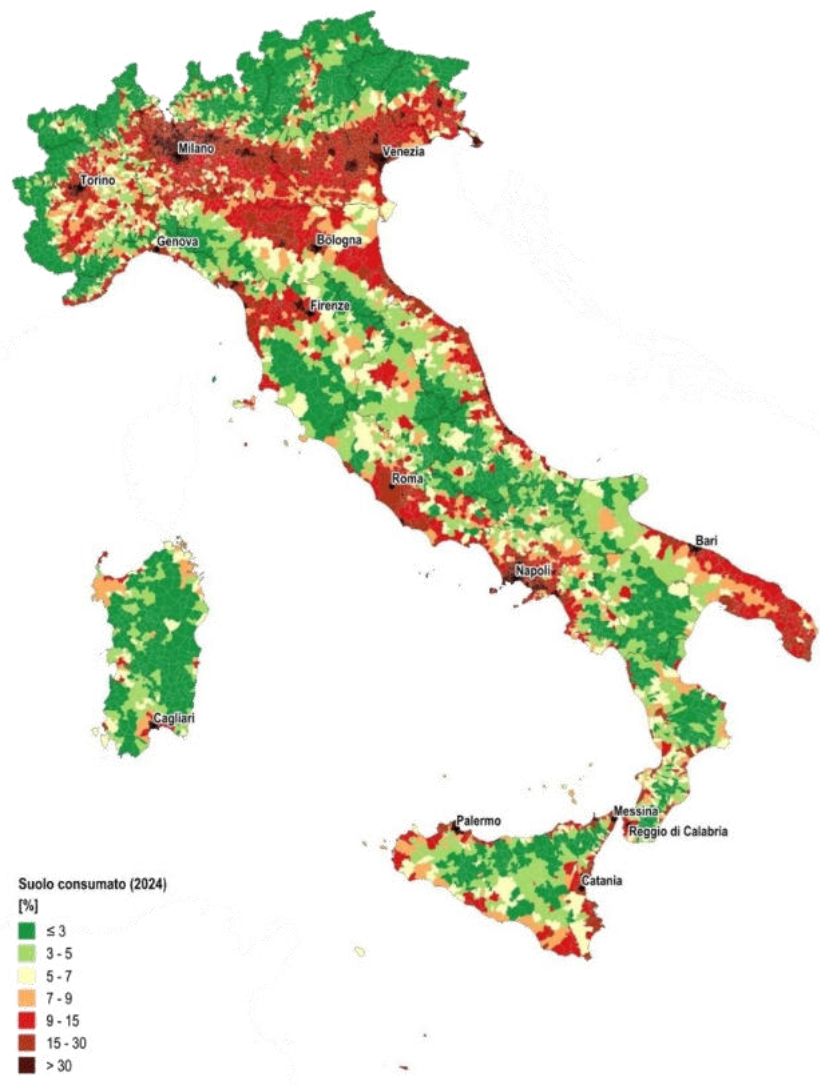 Milano
Venezia
Torino
Genova
Bologna
Firenze
Roma
Bari
Napoli
Cagliari
Palermo
Messina
Reggio di Calabria
Catania
Suolo consumato (2024)
[%]
≤ 3
3 - 5
5 - 7
7 - 9
9 - 15
15 - 30
> 30